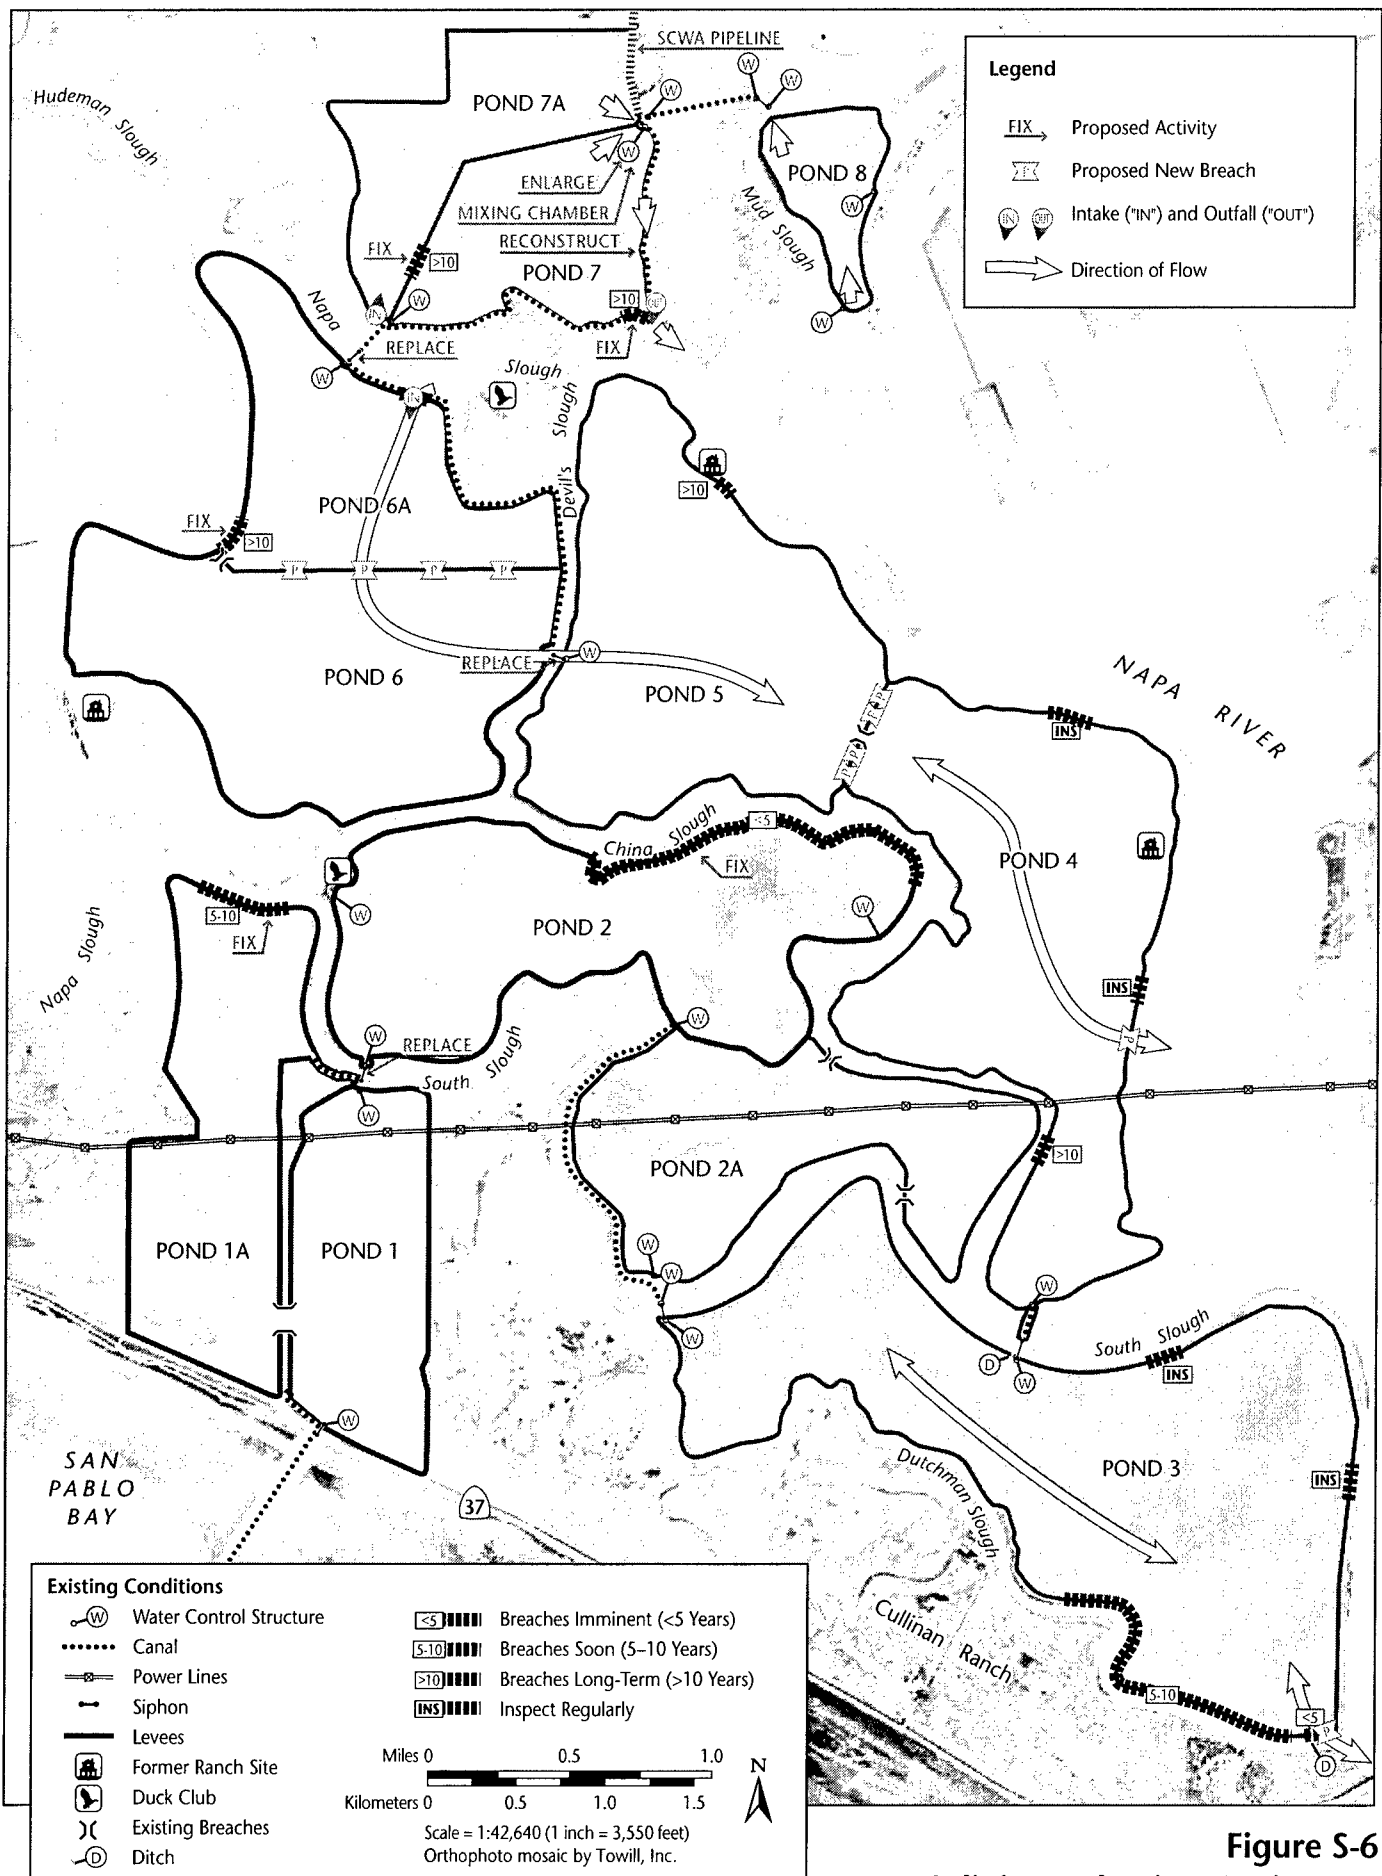 SCWA PIPELINE
W
W
W
Hudeman Slough
POND 7A
W
ENLARGE
MIXING CHAMBER
RECONSTRUCT
POND 8
W
Mud Slough
W
FIX
>10
POND 7
IN
W
>10
OUT
FIX
Napa
REPLACE
W
IN
Slough
Devil's Slough
>10
POND 6A
FIX
>10
P
P
P
P
REPLACE
W
POND 6
POND 5
NAPA RIVER
P
P
P
P
INS
China Slough
<5
FIX
POND 4
W
W
5-10
FIX
POND 2
Napa Slough
INS
P
W
REPLACE
South Slough
W
W
>10
POND 2A
POND 1A
POND 1
W
W
W
W
D
W
South Slough
INS
W
SAN PABLO BAY
37
Dutchman Slough
POND 3
INS
Cullinan Ranch
5-10
<5
P
D
Legend
FIX Proposed Activity
P Proposed New Breach
IN OUT Intake ("IN") and Outfall ("OUT")
Direction of Flow
Existing Conditions
W Water Control Structure
Canal
Power Lines
Siphon
Levees
Former Ranch Site
Duck Club
Existing Breaches
D Ditch
<5 Breaches Imminent (<5 Years)
5-10 Breaches Soon (5–10 Years)
>10 Breaches Long-Term (>10 Years)
INS Inspect Regularly
Miles 0 0.5 1.0
Kilometers 0 0.5 1.0 1.5
N
Scale = 1:42,640 (1 inch = 3,550 feet)
Orthophoto mosaic by Towill, Inc.
Figure S-6